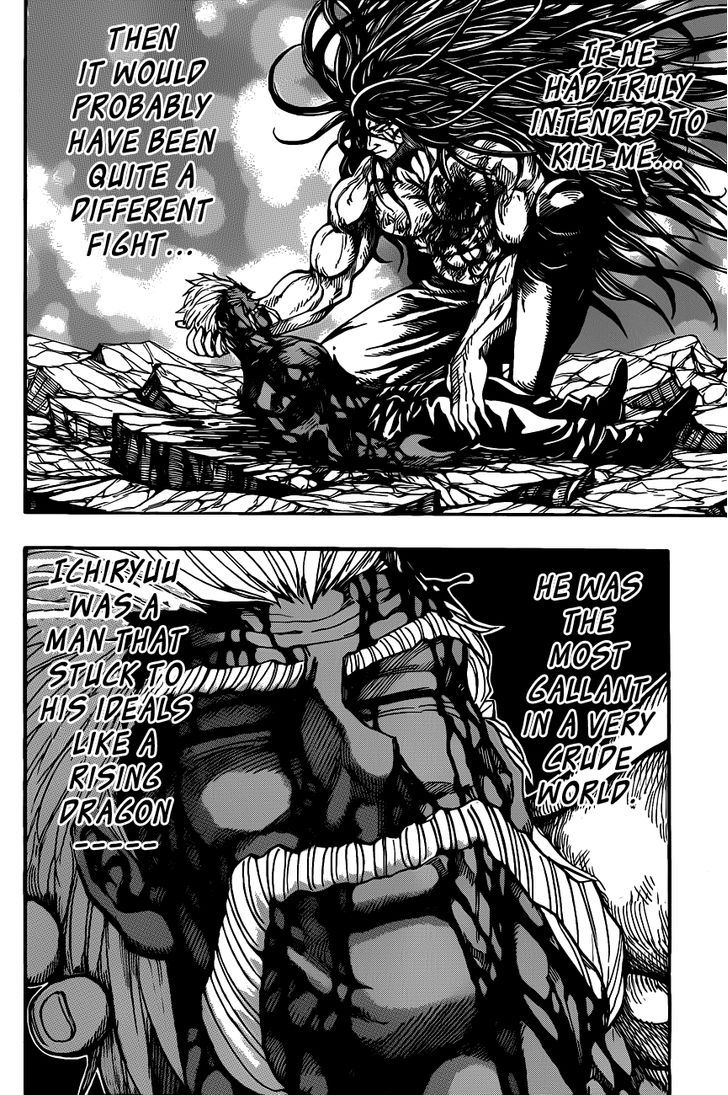 IF HE
HAD TRULY
INTENDED TO
KILL ME...
THEN
IT WOULD
PROBABLY
HAVE BEEN
QUITE A
DIFFERENT
FIGHT...
HE WAS
THE
MOST
GALLANT
IN A VERY
CRUDE
WORLD.
ICHIRYUU
WAS A
MAN THAT
STUCK TO
HIS IDEALS
LIKE A
RISING
DRAGON
-----